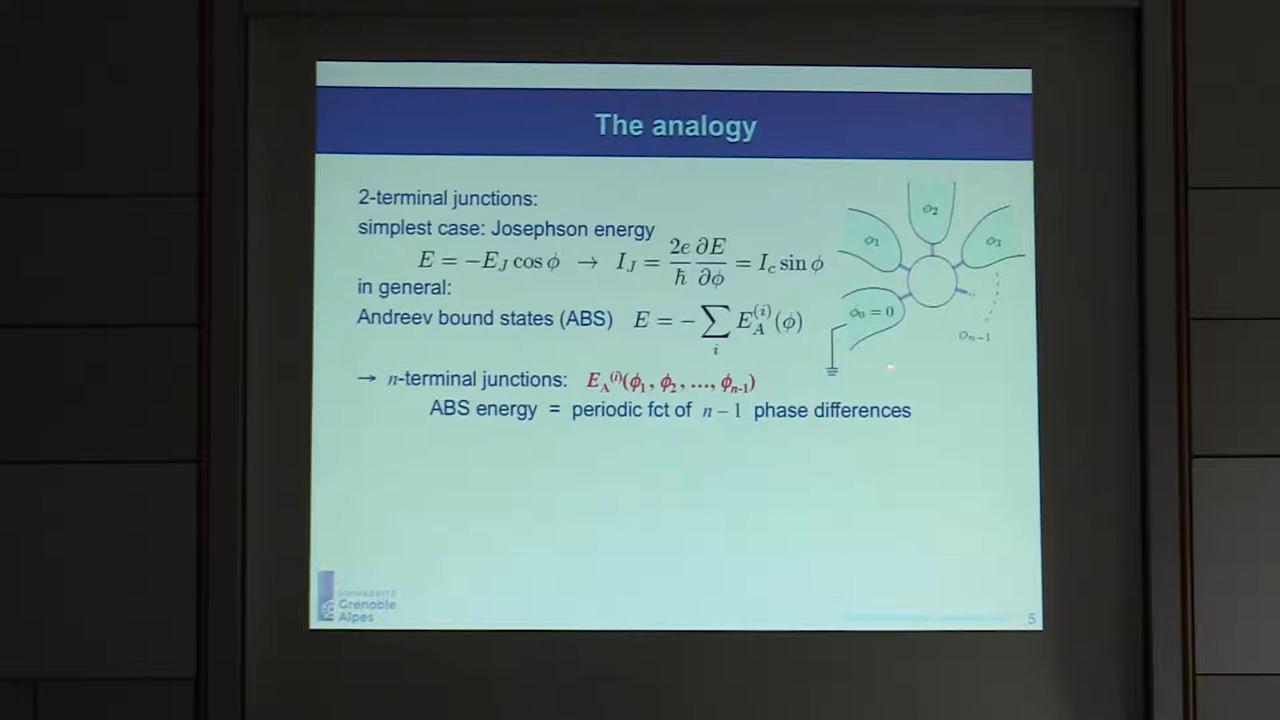 The analogy
2-terminal junctions:
simplest case: Josephson energy
E = −E_J cos ϕ → I_J = 2e/ħ ∂E/∂ϕ = I_c sin ϕ
in general:
Andreev bound states (ABS) E = − ∑_i E_A^(i)(ϕ)
→ n-terminal junctions: E_A^(i)(ϕ_1, ϕ_2, ..., ϕ_n-1)
ABS energy = periodic fct of n − 1 phase differences
ϕ_2
ϕ_1
ϕ_3
ϕ_0 = 0
ϕ_n−1
UNIVERSITÉ
Grenoble
Alpes
5